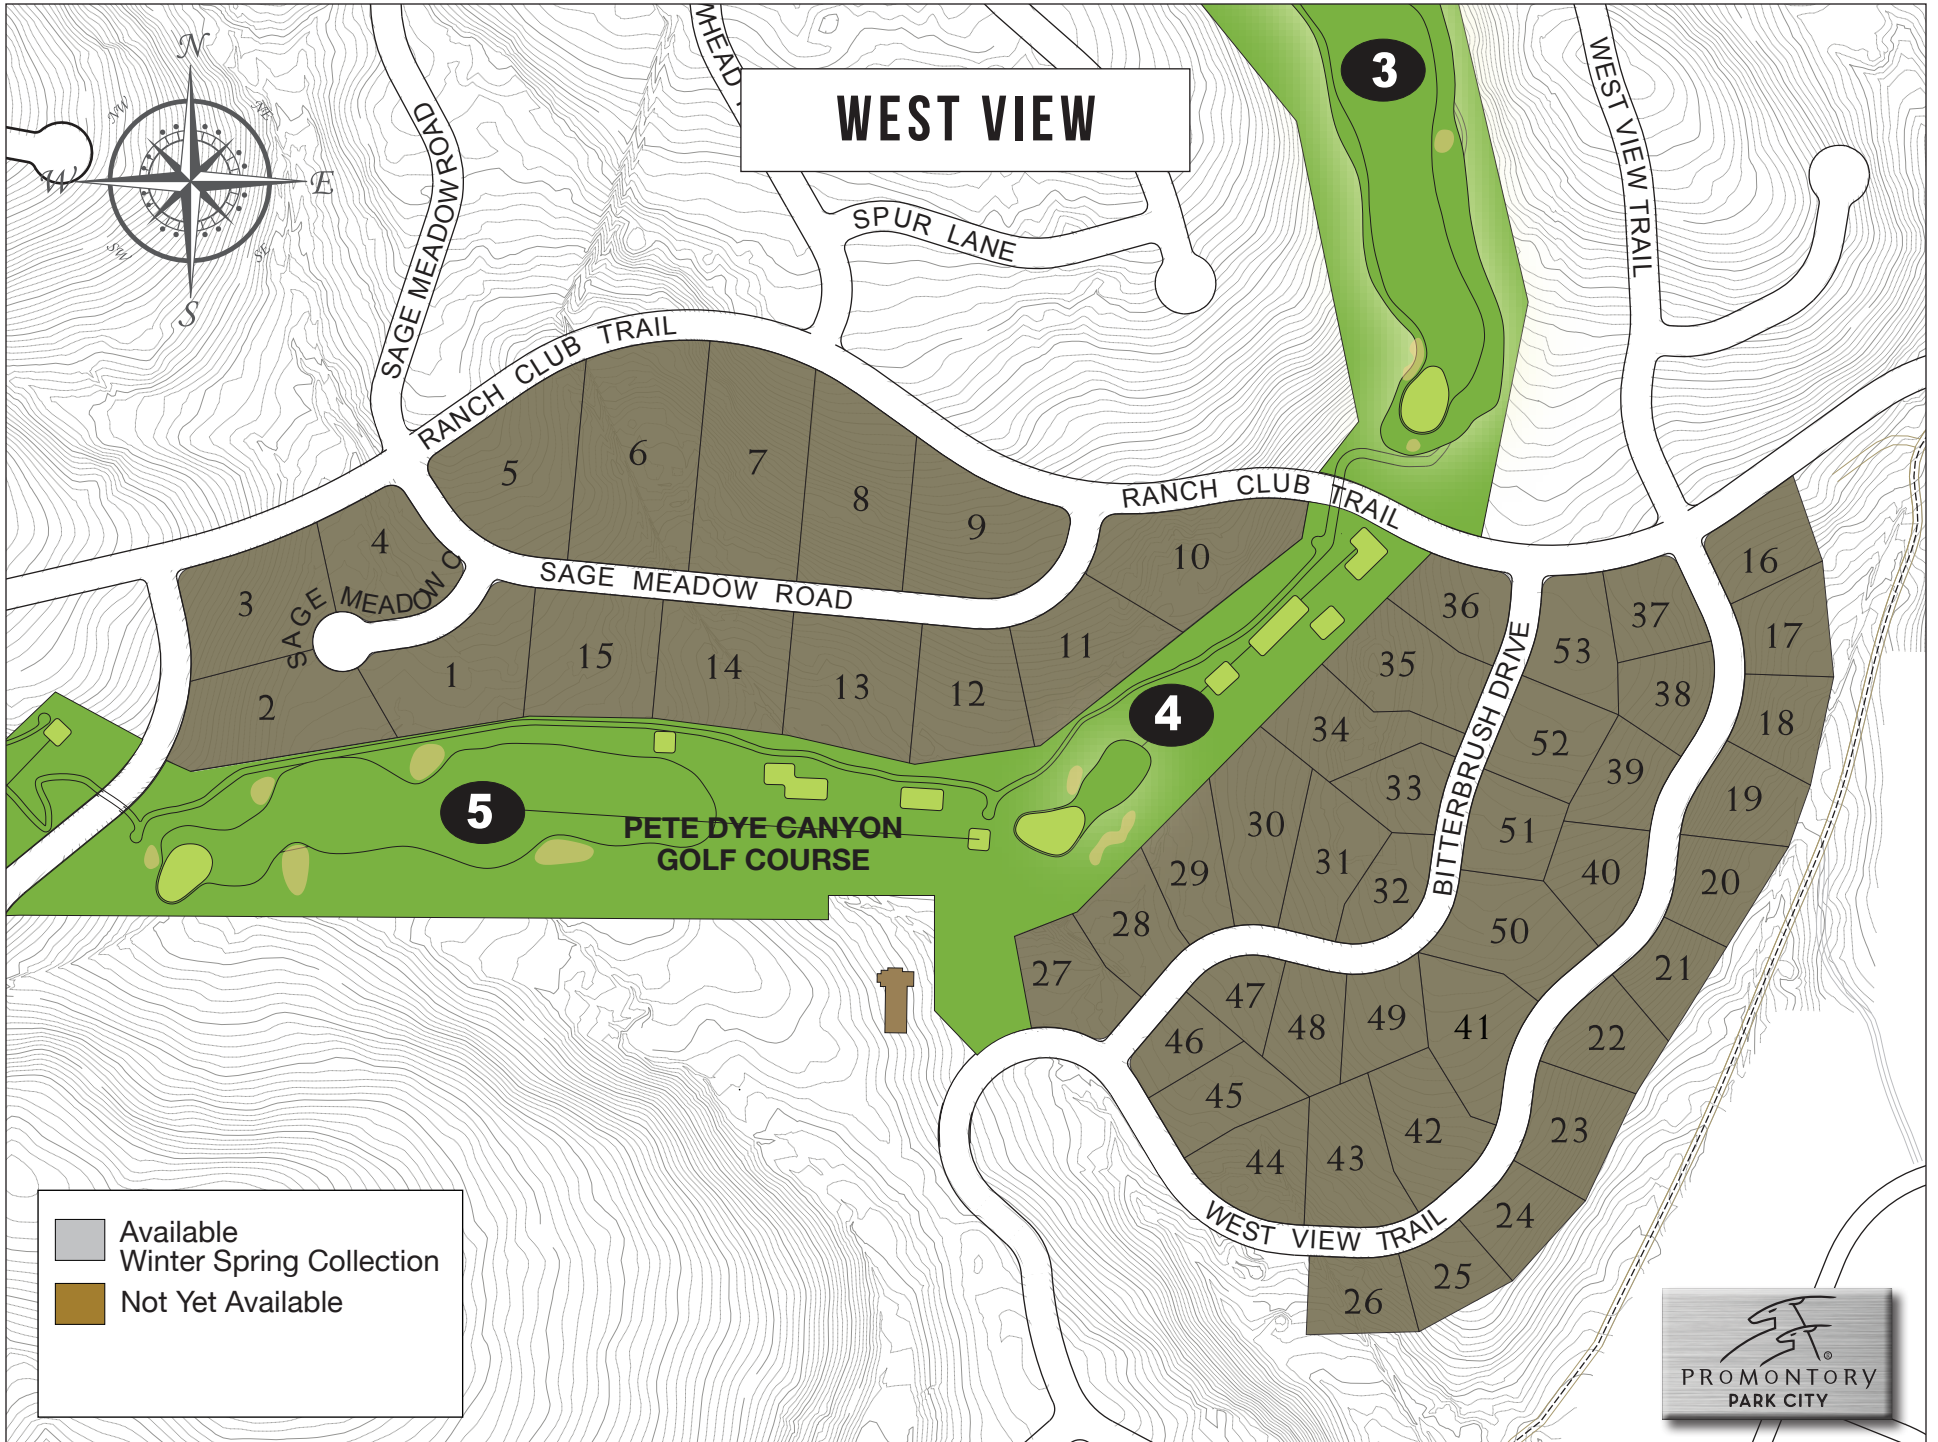 WEST VIEW
N
NE
E
SE
S
SW
W
NW
SAGE MEADOW ROAD
WHEAD
SPUR LANE
WEST VIEW TRAIL
RANCH CLUB TRAIL
RANCH CLUB TRAIL
SAGE MEADOW C
SAGE MEADOW ROAD
BITTERBRUSH DRIVE
WEST VIEW TRAIL
3
4
5
PETE DYE CANYON
GOLF COURSE
1
2
3
4
5
6
7
8
9
10
11
12
13
14
15
16
17
18
19
20
21
22
23
24
25
26
27
28
29
30
31
32
33
34
35
36
37
38
39
40
41
42
43
44
45
46
47
48
49
50
51
52
53
Available
Winter Spring Collection
Not Yet Available
PROMONTORY
®
PARK CITY